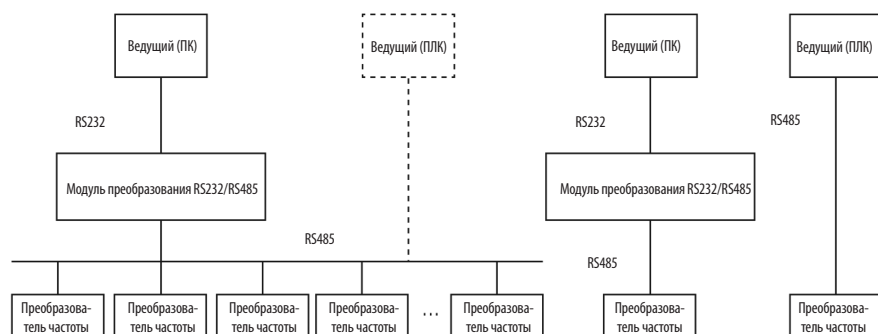 Ведущий (ПК)
Ведущий (ПЛК)
Ведущий (ПК)
Ведущий (ПЛК)
RS232
RS232
RS485
Модуль преобразования RS232/RS485
Модуль преобразования RS232/RS485
RS485
RS485
Преобразова-
тель частоты
Преобразова-
тель частоты
Преобразова-
тель частоты
Преобразова-
тель частоты
...
Преобразова-
тель частоты
Преобразова-
тель частоты
Преобразова-
тель частоты